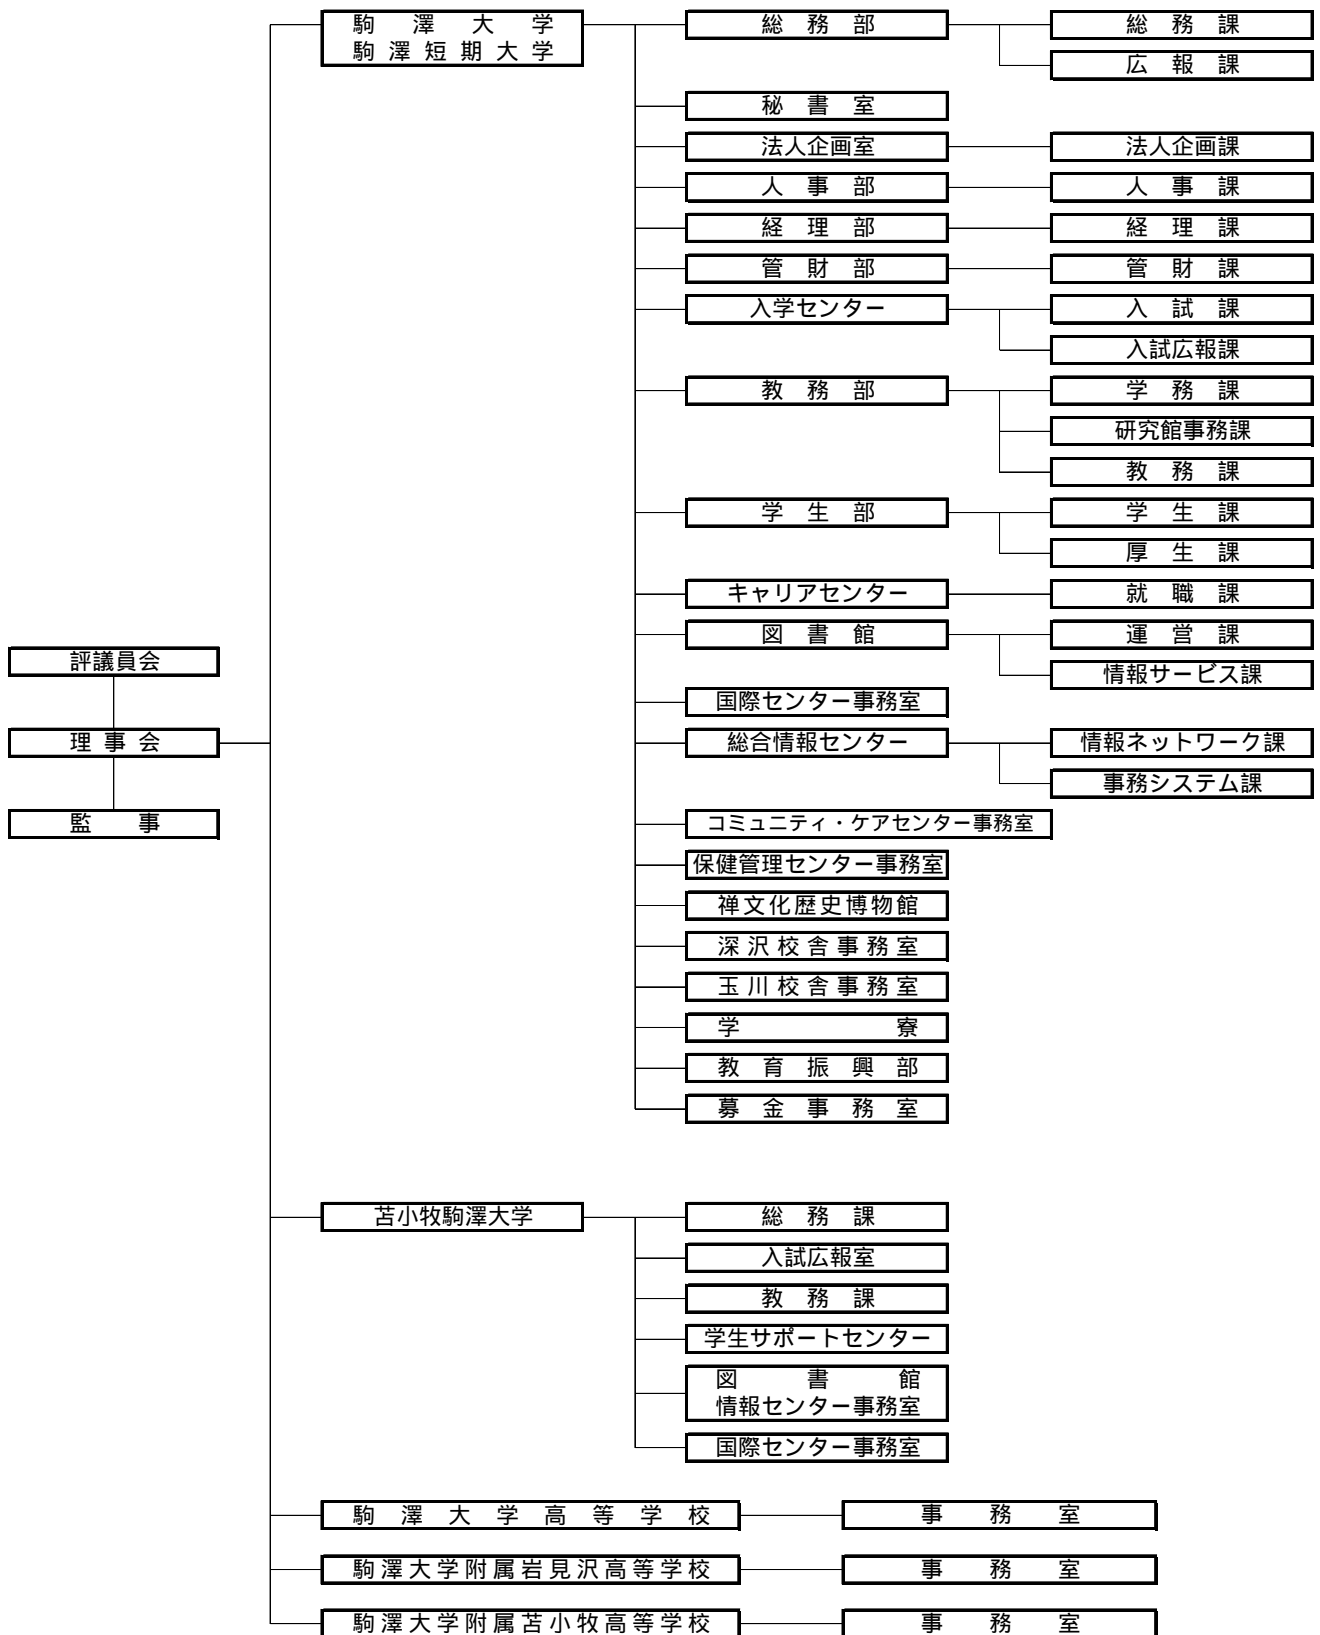 駒澤大学
駒澤短期大学
総務部
総務課
広報課
秘書室
法人企画室
法人企画課
人事部
人事課
経理部
経理課
管財部
管財課
入学センター
入試課
入試広報課
教務部
学務課
研究館事務課
教務課
学生部
学生課
厚生課
キャリアセンター
就職課
図書館
運営課
情報サービス課
評議員会
理事会
監事
国際センター事務室
総合情報センター
情報ネットワーク課
事務システム課
コミュニティ・ケアセンター事務室
保健管理センター事務室
禅文化歴史博物館
深沢校舎事務室
玉川校舎事務室
学寮
教育振興部
募金事務室
苫小牧駒澤大学
総務課
入試広報室
教務課
学生サポートセンター
図書館
情報センター事務室
国際センター事務室
駒澤大学高等学校
事務室
駒澤大学附属岩見沢高等学校
事務室
駒澤大学附属苫小牧高等学校
事務室